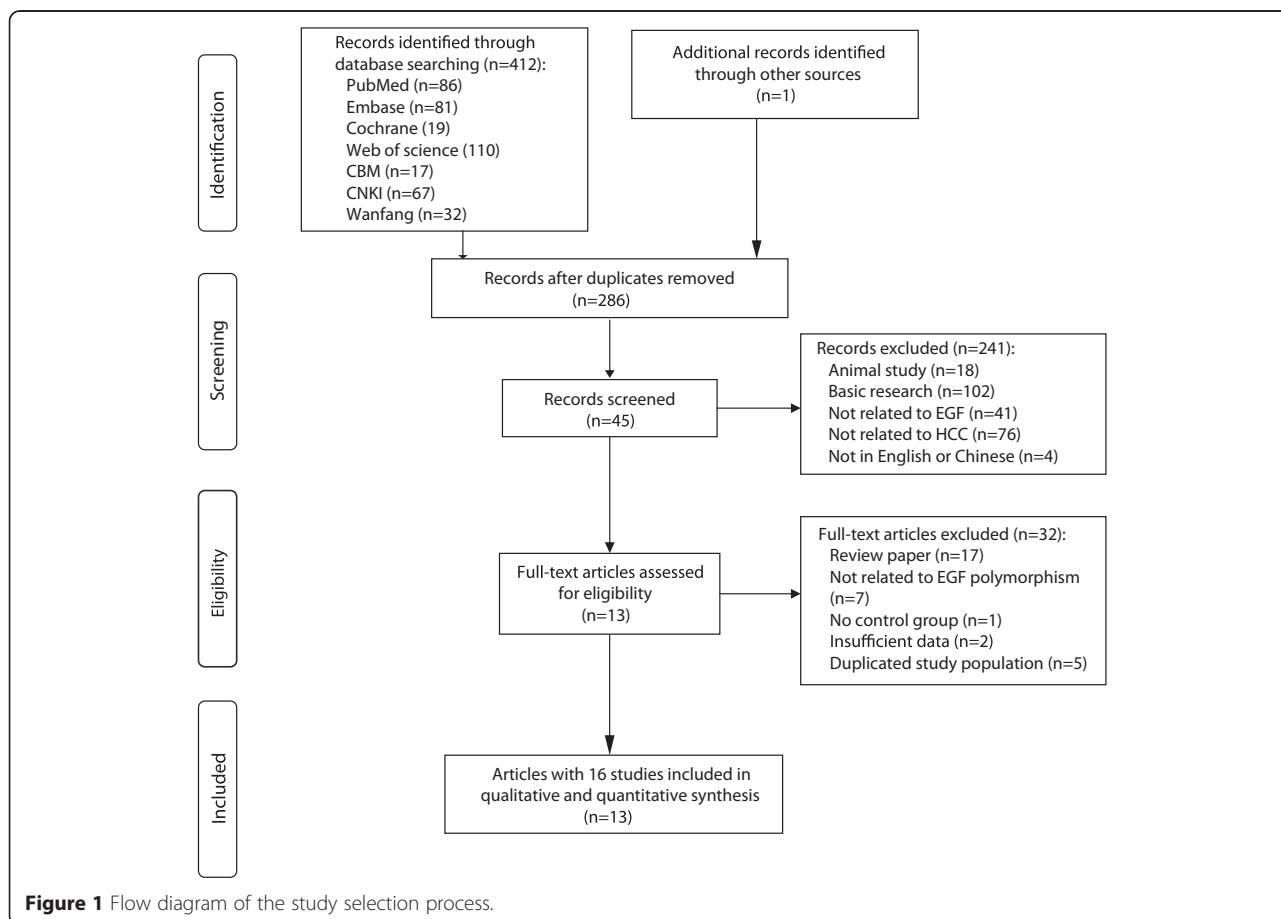 Identification
Records identified through
database searching (n=412):
PubMed (n=86)
Embase (n=81)
Cochrane (19)
Web of science (110)
CBM (n=17)
CNKI (n=67)
Wanfang (n=32)
Additional records identified
through other sources
(n=1)
Screening
Records after duplicates removed
(n=286)
Records screened
(n=45)
Records excluded (n=241):
Animal study (n=18)
Basic research (n=102)
Not related to EGF (n=41)
Not related to HCC (n=76)
Not in English or Chinese (n=4)
Eligibility
Full-text articles assessed
for eligibility
(n=13)
Full-text articles excluded (n=32):
Review paper (n=17)
Not related to EGF polymorphism
(n=7)
No control group (n=1)
Insufficient data (n=2)
Duplicated study population (n=5)
Included
Articles with 16 studies included in
qualitative and quantitative synthesis
(n=13)
Figure 1 Flow diagram of the study selection process.